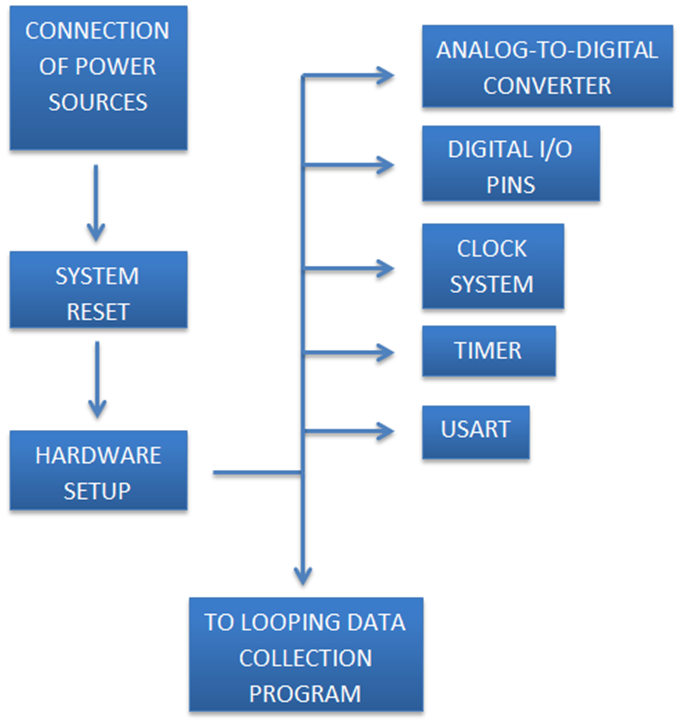 CONNECTION
OF POWER
SOURCES
SYSTEM
RESET
HARDWARE
SETUP
ANALOG-TO-DIGITAL
CONVERTER
DIGITAL I/O
PINS
CLOCK
SYSTEM
TIMER
USART
TO LOOPING DATA
COLLECTION
PROGRAM